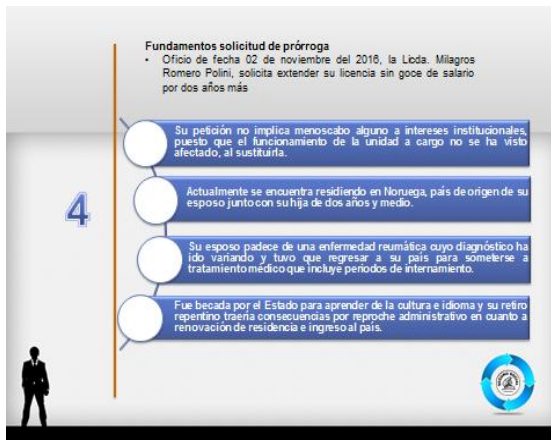 Fundamentos solicitud de prórroga
• Oficio de fecha 02 de noviembre del 2016, la Licda. Milagros
Romero Polini, solicita extender su licencia sin goce de salario
por dos años más
Su petición no implica menoscabo alguno a intereses institucionales,
puesto que el funcionamiento de la unidad a cargo no se ha visto
afectado, al sustituirla.
4
Actualmente se encuentra residiendo en Noruega, país de origen de su
esposo junto con su hija de dos años y medio.
Su esposo padece de una enfermedad reumática cuyo diagnóstico ha
ido variando y tuvo que regresar a su país para someterse a
tratamiento médico que incluye periodos de internamiento.
Fue becada por el Estado para aprender de la cultura e idioma y su retiro
repentino traería consecuencias por reproche administrativo en cuanto a
renovación de residencia e ingreso al país.